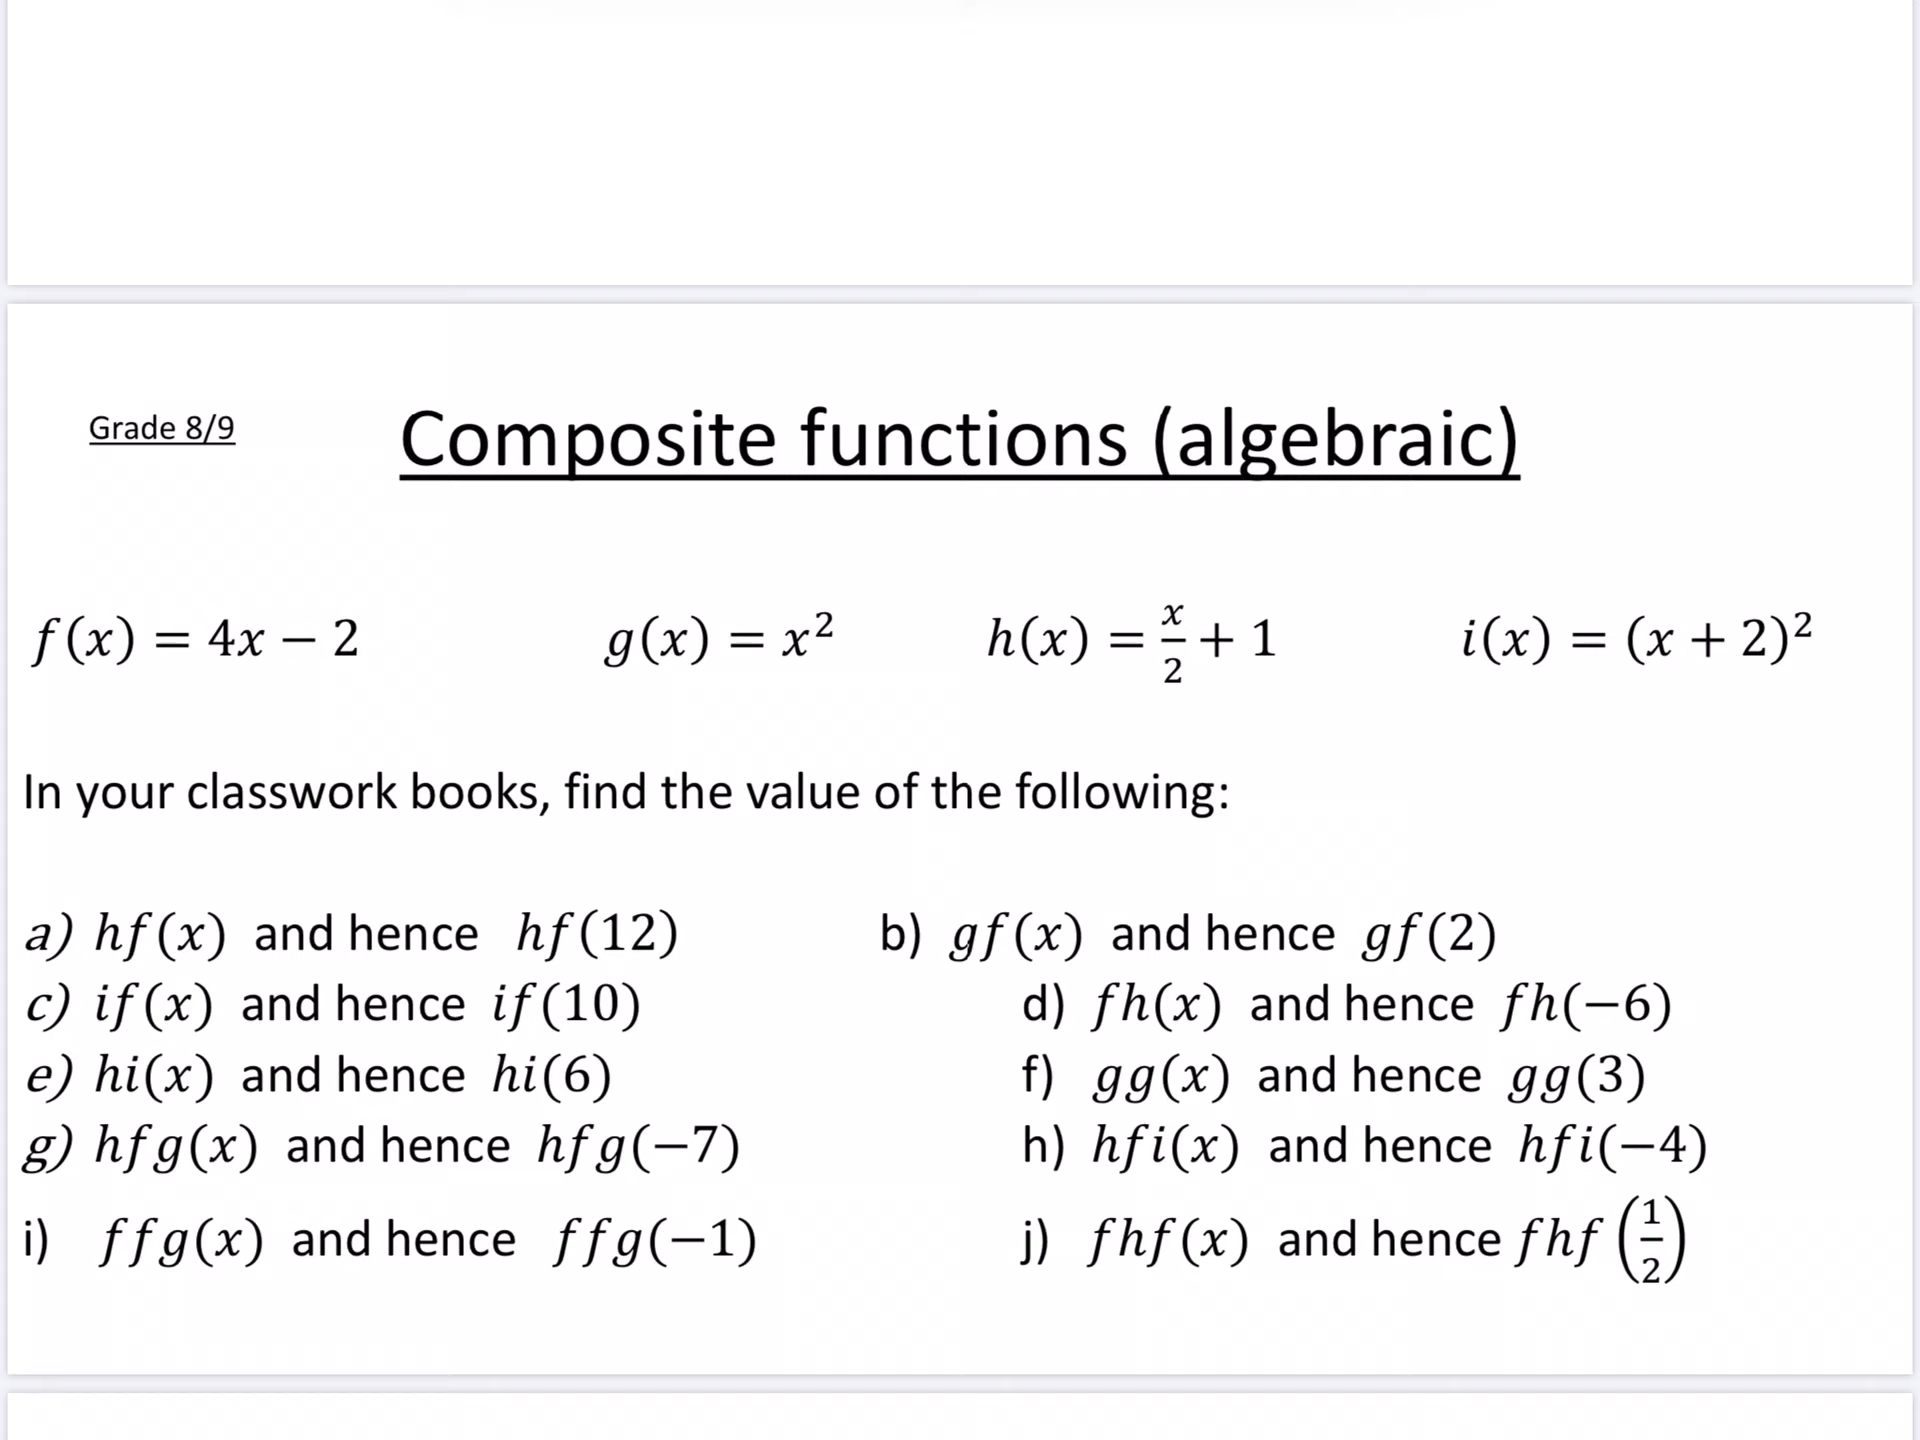 Grade 8/9
Composite functions (algebraic)
f(x) = 4x − 2 g(x) = x² h(x) = x/2 + 1 i(x) = (x + 2)²
In your classwork books, find the value of the following:
a) hf(x) and hence hf(12) b) gf(x) and hence gf(2)
c) if(x) and hence if(10) d) fh(x) and hence fh(−6)
e) hi(x) and hence hi(6) f) gg(x) and hence gg(3)
g) hfg(x) and hence hfg(−7) h) hfi(x) and hence hfi(−4)
i) ffg(x) and hence ffg(−1) j) fhf(x) and hence fhf(1/2)